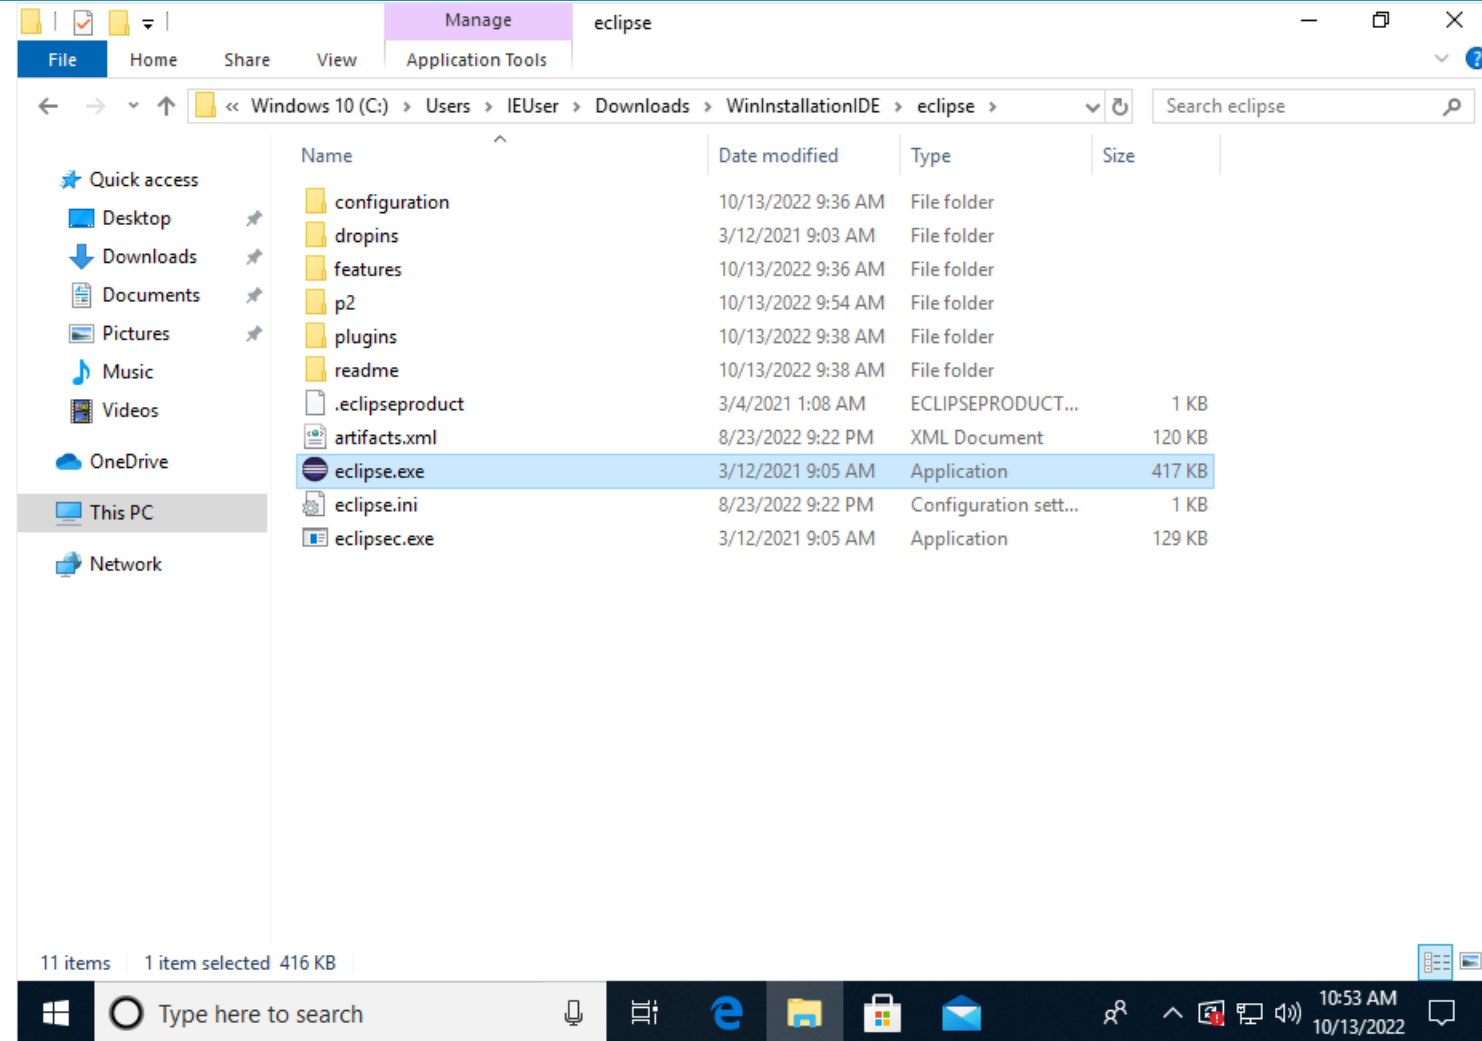 Manage
eclipse
File Home Share View Application Tools
« Windows 10 (C:) > Users > IEUser > Downloads > WinInstallationIDE > eclipse >
Search eclipse
Name Date modified Type Size
Quick access
Desktop
Downloads
Documents
Pictures
Music
Videos
OneDrive
This PC
Network
configuration 10/13/2022 9:36 AM File folder
dropins 3/12/2021 9:03 AM File folder
features 10/13/2022 9:36 AM File folder
p2 10/13/2022 9:54 AM File folder
plugins 10/13/2022 9:38 AM File folder
readme 10/13/2022 9:38 AM File folder
.eclipseproduct 3/4/2021 1:08 AM ECLIPSEPRODUCT... 1 KB
artifacts.xml 8/23/2022 9:22 PM XML Document 120 KB
eclipse.exe 3/12/2021 9:05 AM Application 417 KB
eclipse.ini 8/23/2022 9:22 PM Configuration sett... 1 KB
eclipsec.exe 3/12/2021 9:05 AM Application 129 KB
11 items 1 item selected 416 KB
Type here to search
10:53 AM
10/13/2022